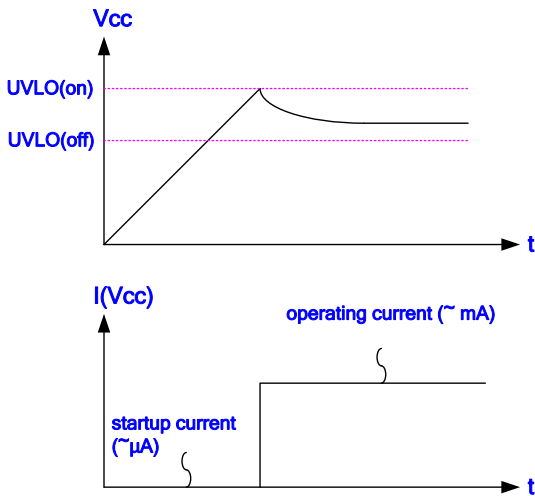 Vcc
UVLO(on)
UVLO(off)
t
I(Vcc)
operating current (~ mA)
startup current
(~μA)
t